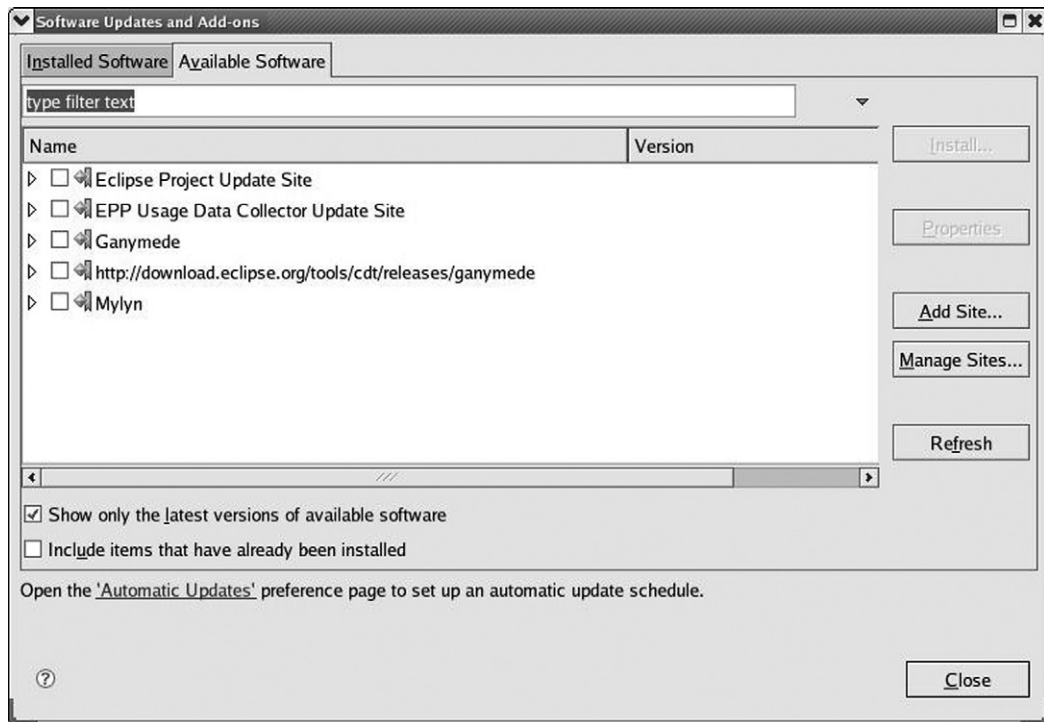 Software Updates and Add-ons
Installed Software
Available Software
type filter text
Name
Version
Install...
Eclipse Project Update Site
EPP Usage Data Collector Update Site
Properties
Ganymede
http://download.eclipse.org/tools/cdt/releases/ganymede
Mylyn
Add Site...
Manage Sites...
Refresh
Show only the latest versions of available software
Include items that have already been installed
Open the 'Automatic Updates' preference page to set up an automatic update schedule.
?
Close